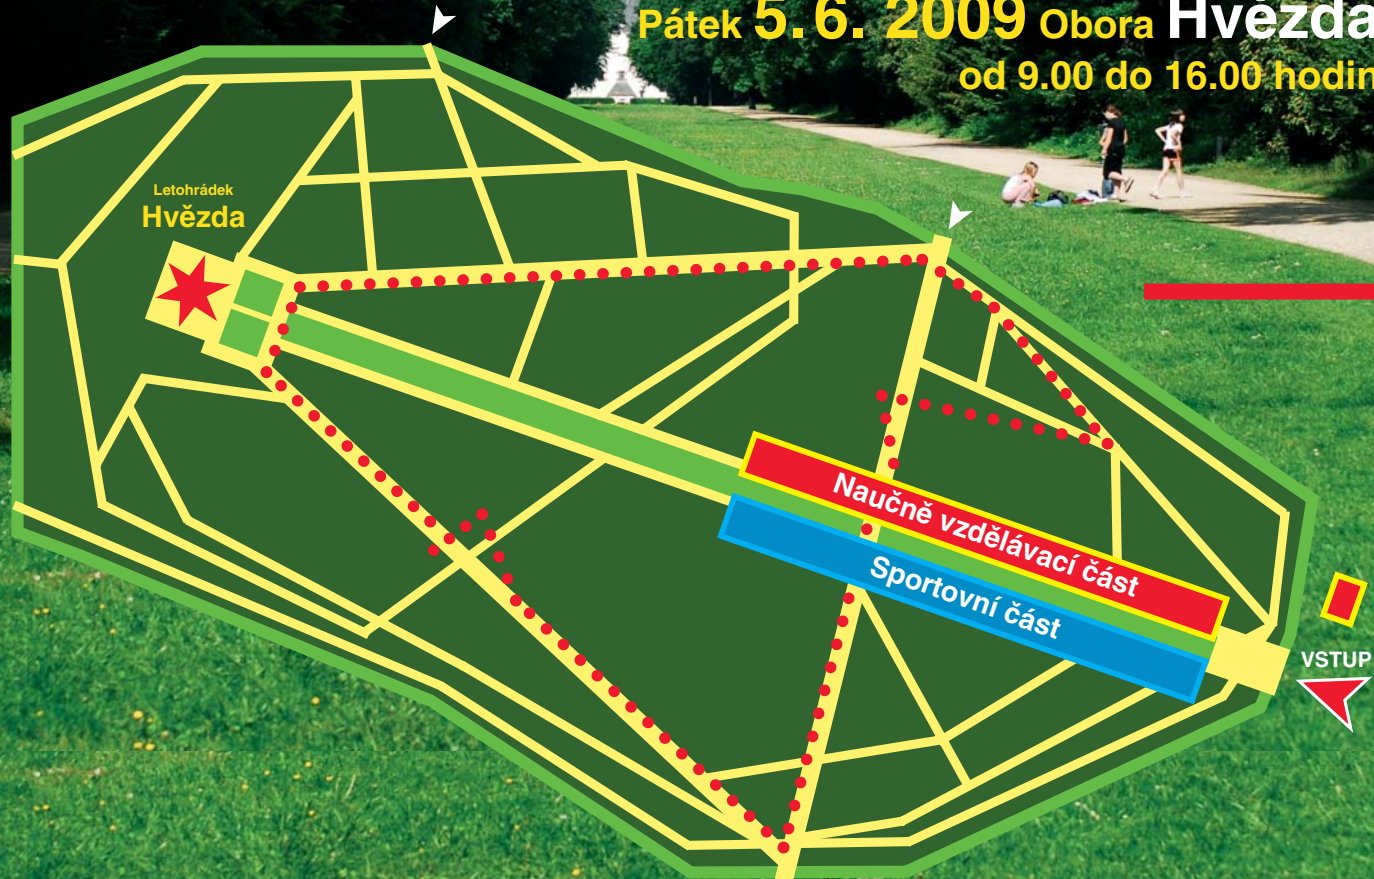 Pátek 5.6. 2009 Obora Hvězda
od 9.00 do 16.00 hodin
Letohrádek
Hvězda
Naučně vzdělávací část
Sportovní část
VSTUP